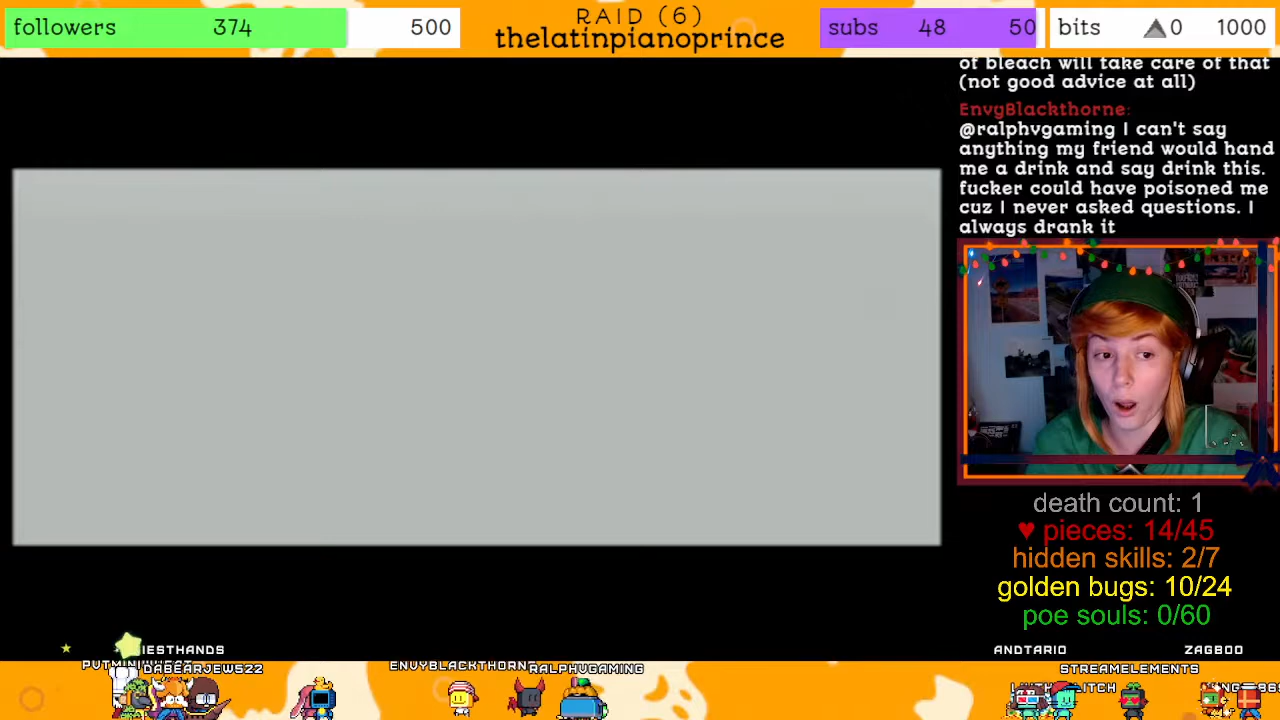 followers 374 500
RAID (6)
thelatinpianoprince
subs 48 50
bits 0 1000
of bleach will take care of that
(not good advice at all)
EnvyBlackthorne:
@ralphvgaming I can't say
anything my friend would hand
me a drink and say drink this.
fucker could have poisoned me
cuz I never asked questions. I
always drank it
death count: 1
♥ pieces: 14/45
hidden skills: 2/7
golden bugs: 10/24
poe souls: 0/60
IESTHANDS
DABEARJEW522
ENVYBLACKTHORNE
RALPHVGAMING
ANDTARIO
ZAGBOO
STREAMELEMENTS